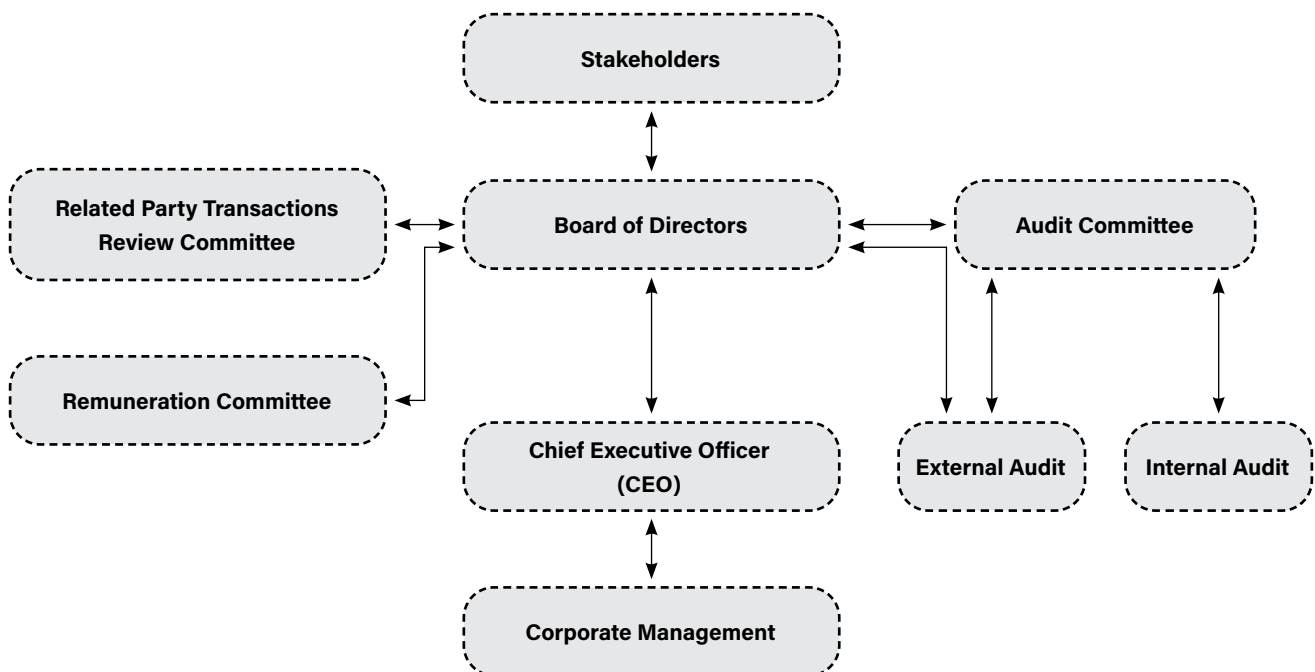 Stakeholders
Related Party Transactions
Review Committee
Board of Directors
Audit Committee
Remuneration Committee
Chief Executive Officer
(CEO)
External Audit
Internal Audit
Corporate Management